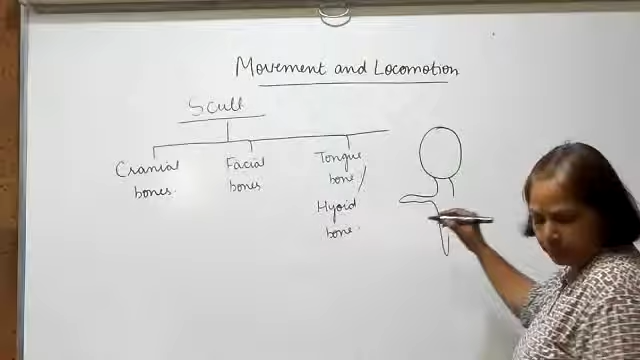 Movement and Locomotion
Scull
Cranial
bones.
Facial
bones
Tongue
bone/
Hyoid
bone.